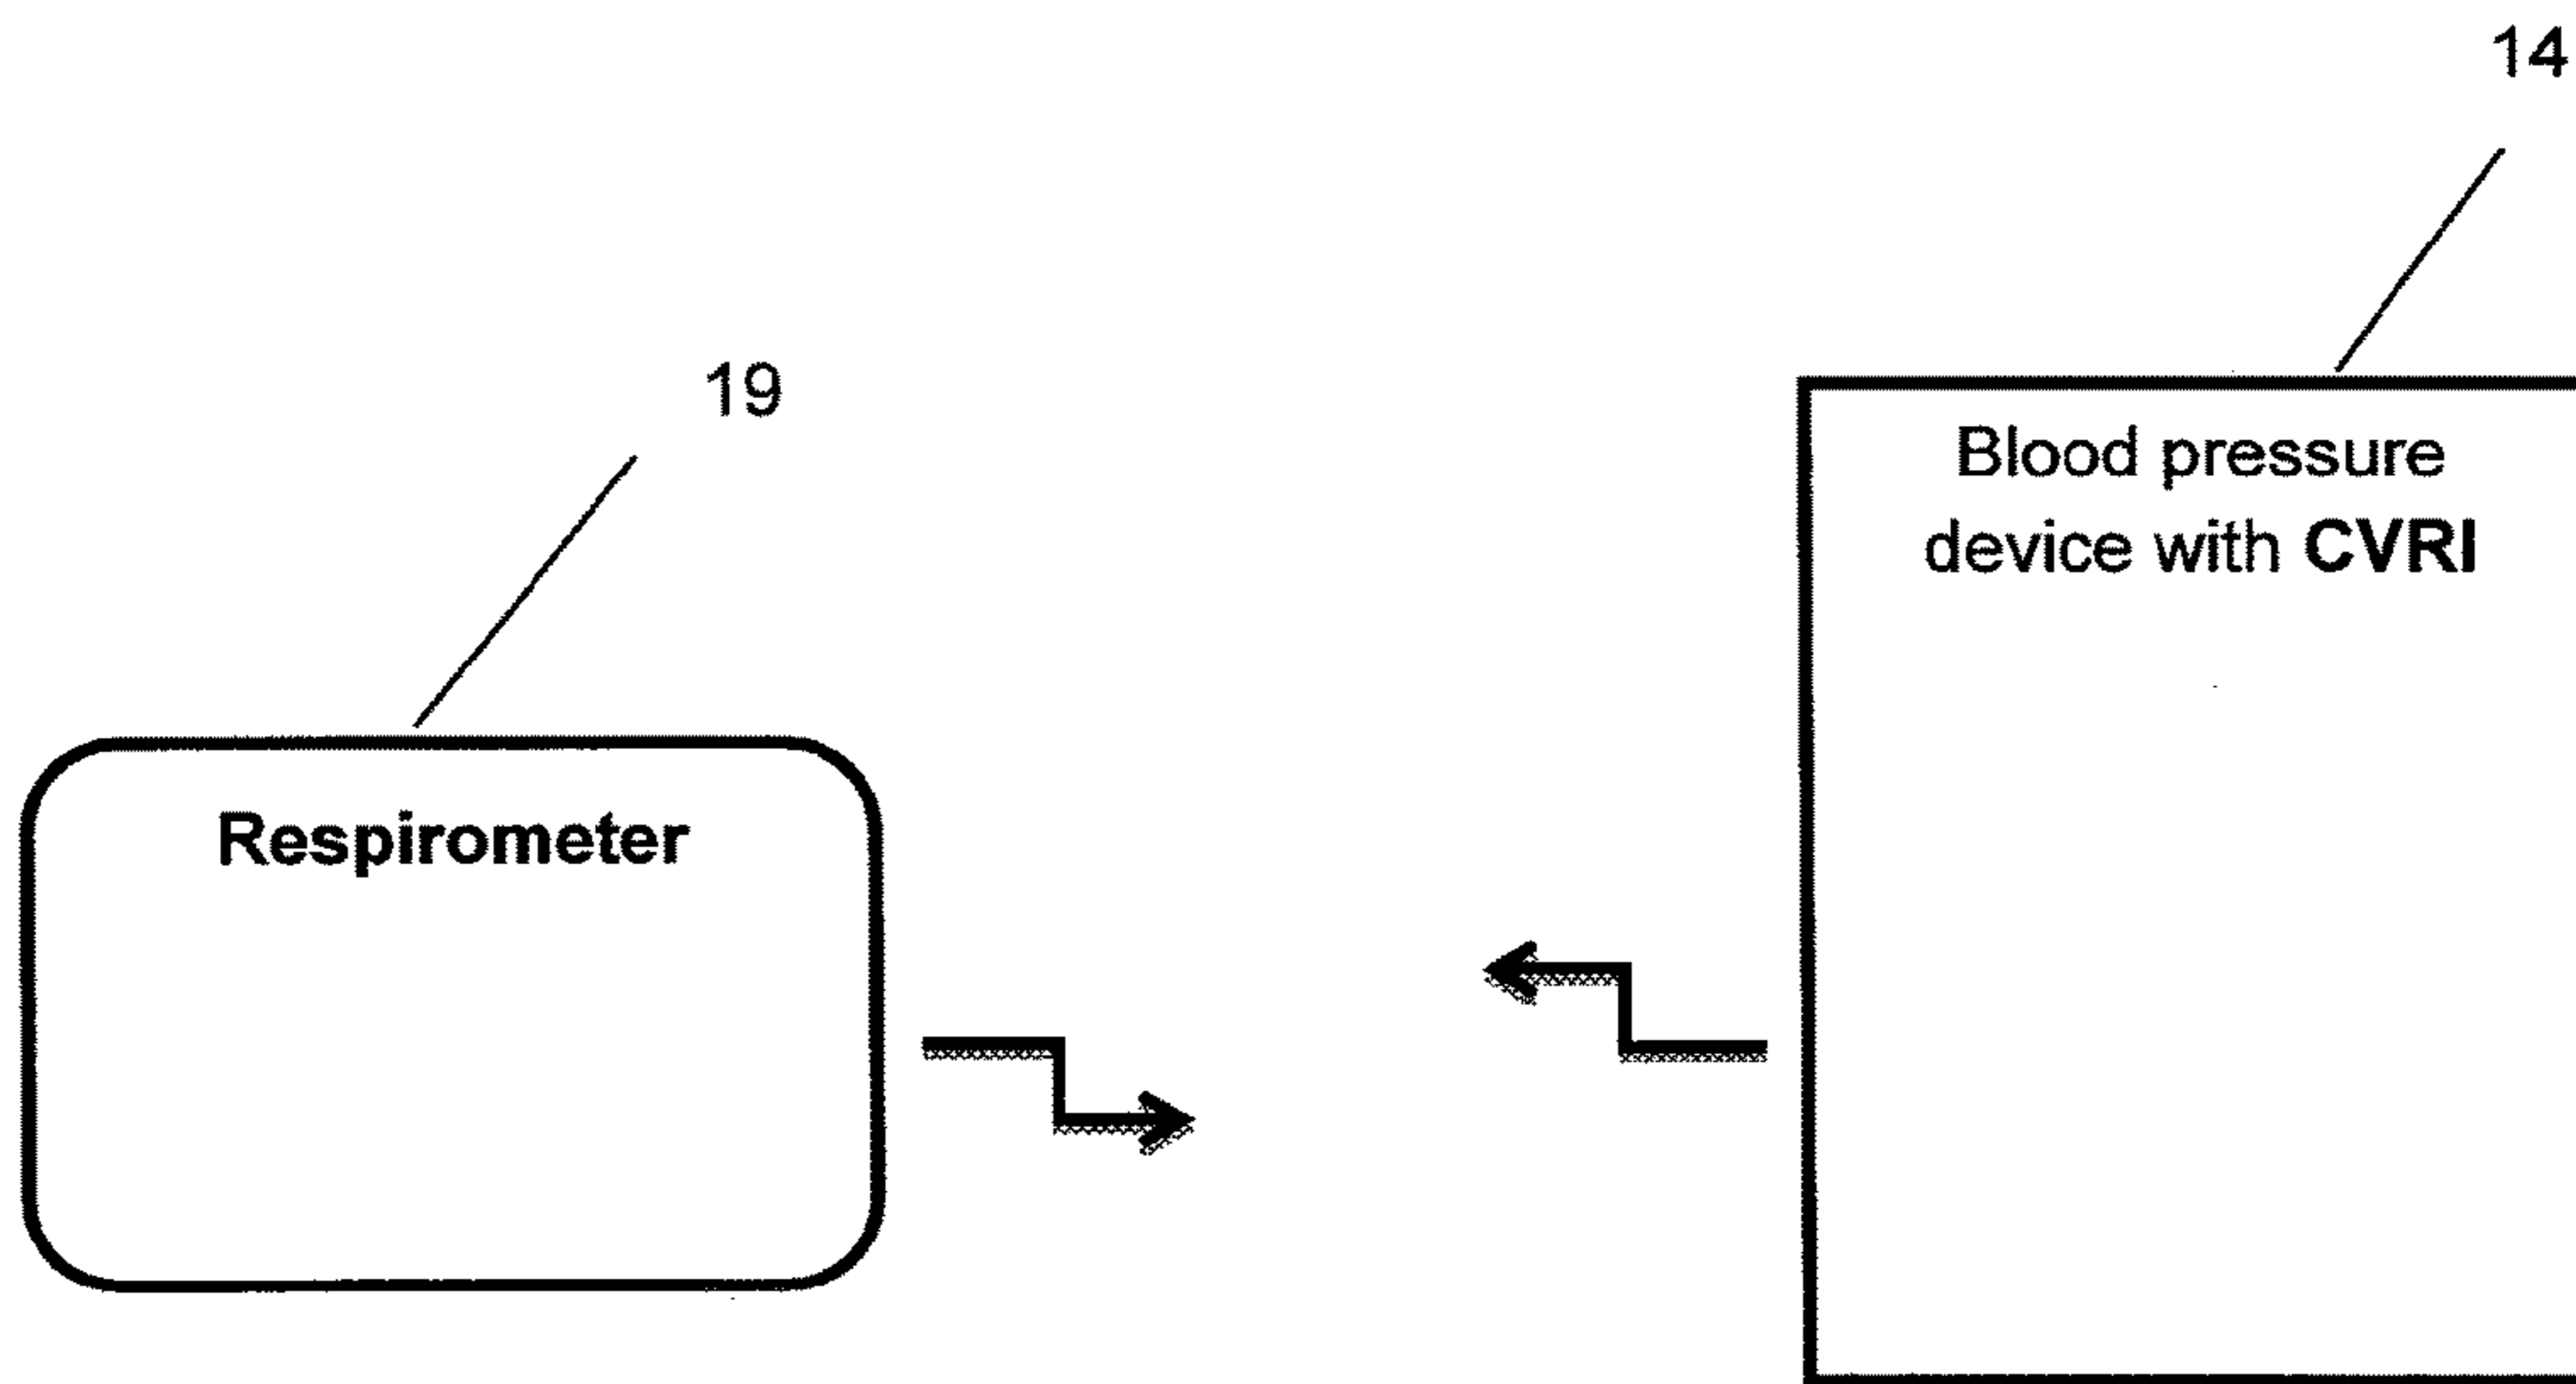 14
19
Blood pressure
device with CVRI
Respirometer